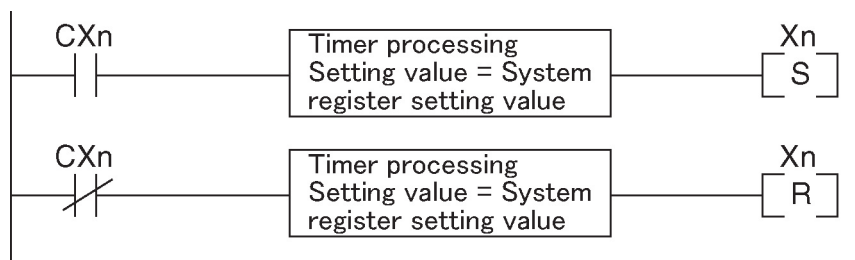 CXn
Timer processing
Setting value = System
register setting value
Xn
S
CXn
Timer processing
Setting value = System
register setting value
Xn
R